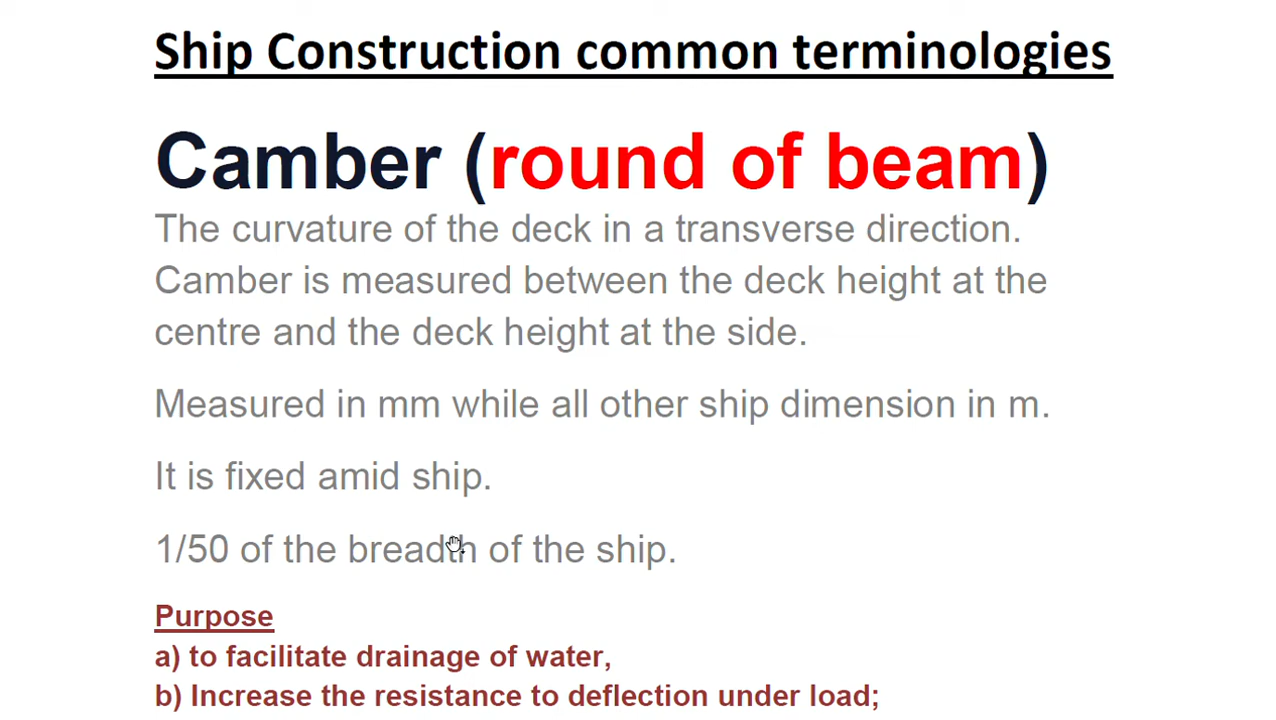 Ship Construction common terminologies
Camber (round of beam)
The curvature of the deck in a transverse direction.
Camber is measured between the deck height at the
centre and the deck height at the side.
Measured in mm while all other ship dimension in m.
It is fixed amid ship.
1/50 of the breadth of the ship.
Purpose
a) to facilitate drainage of water,
b) Increase the resistance to deflection under load;